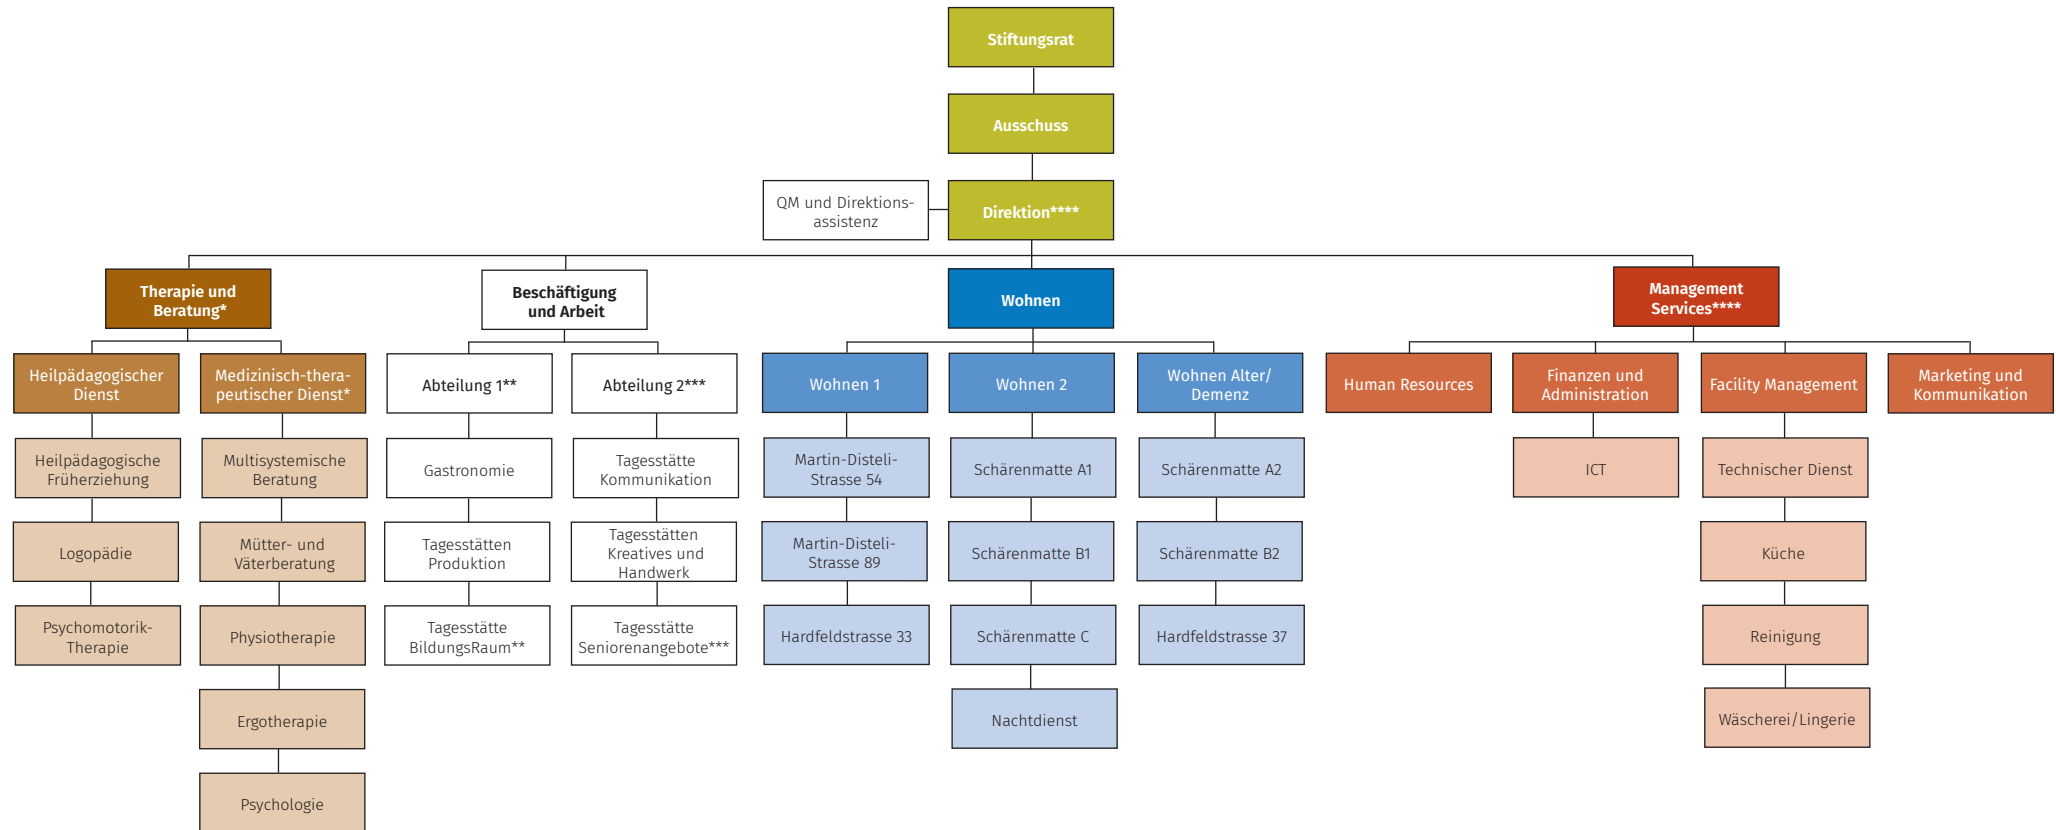 Stiftungsrat
Ausschuss
QM und Direktions-
assistenz
Direktion****
Therapie und
Beratung*
Beschäftigung
und Arbeit
Wohnen
Management
Services****
Heilpädagogischer
Dienst
Medizinisch-thera-
peutischer Dienst*
Abteilung 1**
Abteilung 2***
Wohnen 1
Wohnen 2
Wohnen Alter/
Demenz
Human Resources
Finanzen und
Administration
Facility Management
Marketing und
Kommunikation
Heilpädagogische
Früherziehung
Multisystemische
Beratung
Gastronomie
Tagesstätte
Kommunikation
Martin-Disteli-
Strasse 54
Schärenmatte A1
Schärenmatte A2
ICT
Technischer Dienst
Logopädie
Mütter- und
Väterberatung
Tagesstätten
Produktion
Tagesstätten
Kreatives und
Handwerk
Martin-Disteli-
Strasse 89
Schärenmatte B1
Schärenmatte B2
Küche
Psychomotorik-
Therapie
Physiotherapie
Tagesstätte
BildungsRaum**
Tagesstätte
Seniorenangebote***
Hardfeldstrasse 33
Schärenmatte C
Hardfeldstrasse 37
Reinigung
Ergotherapie
Nachtdienst
Wäscherei/Lingerie
Psychologie